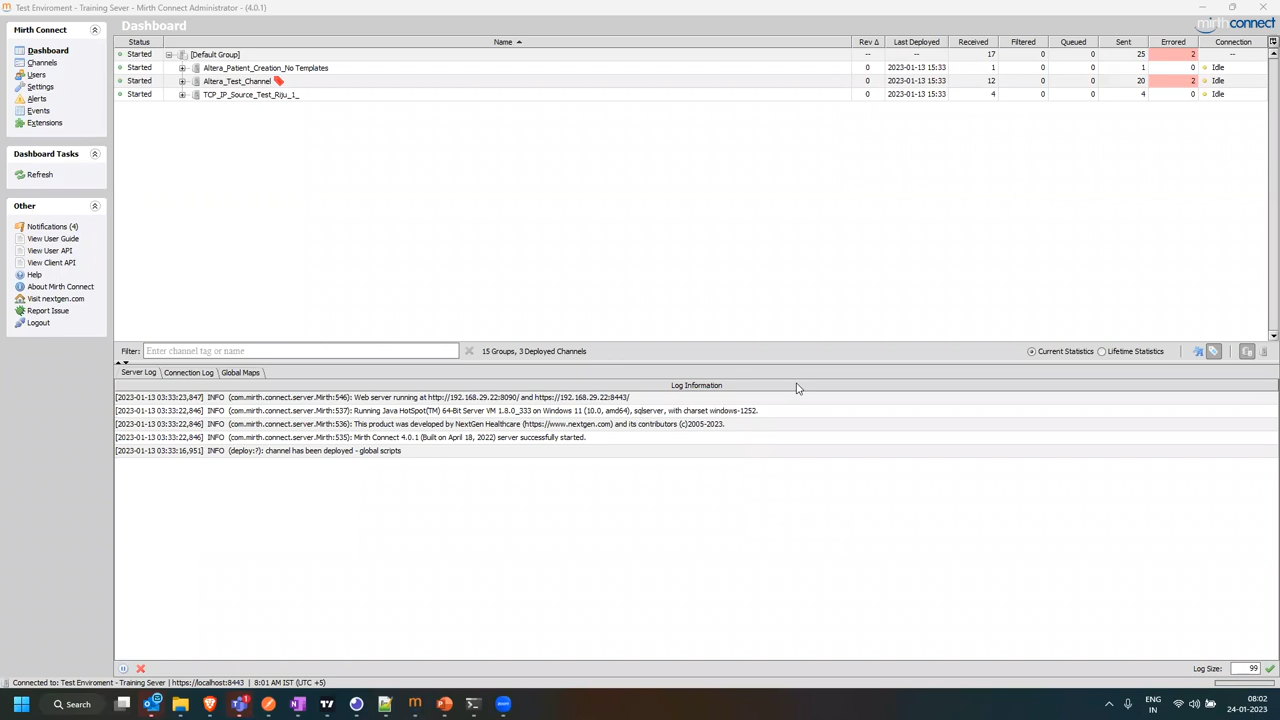 Test Enviroment - Training Sever - Mirth Connect Administrator - (4.0.1)
Mirth Connect
Dashboard
Channels
Users
Settings
Alerts
Events
Extensions
Dashboard Tasks
Refresh
Other
Notifications (4)
View User Guide
View User API
View Client API
Help
About Mirth Connect
Visit nextgen.com
Report Issue
Logout
Dashboard
mirth connect
Status Name Rev Δ Last Deployed Received Filtered Queued Sent Errored Connection
Started [Default Group] -- -- 17 0 0 25 2 --
Started Altera_Patient_Creation_No Templates 0 2023-01-13 15:33 1 0 0 1 0 Idle
Started Altera_Test_Channel 0 2023-01-13 15:33 12 0 0 20 2 Idle
Started TCP_IP_Source_Test_Riju_1_ 0 2023-01-13 15:33 4 0 0 4 0 Idle
Filter: Enter channel tag or name 15 Groups, 3 Deployed Channels Current Statistics Lifetime Statistics
Server Log Connection Log Global Maps
Log Information
[2023-01-13 03:33:23,847] INFO (com.mirth.connect.server.Mirth:546): Web server running at http://192.168.29.22:8090/ and https://192.168.29.22:8443/
[2023-01-13 03:33:22,846] INFO (com.mirth.connect.server.Mirth:537): Running Java HotSpot(TM) 64-Bit Server VM 1.8.0_333 on Windows 11 (10.0, amd64), sqlserver, with charset windows-1252.
[2023-01-13 03:33:22,846] INFO (com.mirth.connect.server.Mirth:536): This product was developed by NextGen Healthcare (https://www.nextgen.com) and its contributors (c)2005-2023.
[2023-01-13 03:33:22,846] INFO (com.mirth.connect.server.Mirth:535): Mirth Connect 4.0.1 (Built on April 18, 2022) server successfully started.
[2023-01-13 03:33:16,951] INFO (deploy:?): channel has been deployed - global scripts
Log Size: 99
Connected to: Test Enviroment - Training Sever | https://localhost:8443 | 8:01 AM IST (UTC +5)
Search
ENG
IN
08:02
24-01-2023